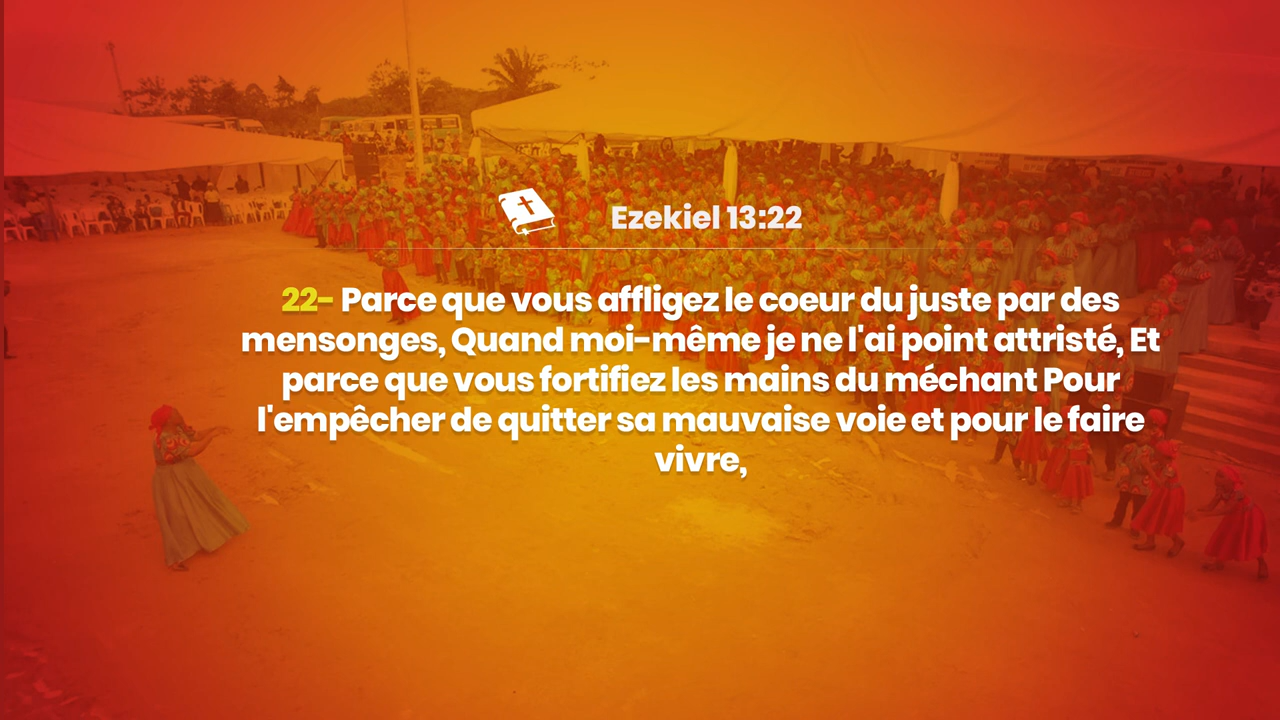 Ezekiel 13:22
22- Parce que vous affligez le coeur du juste par des
mensonges, Quand moi-même je ne l'ai point attristé, Et
parce que vous fortifiez les mains du méchant Pour
l'empêcher de quitter sa mauvaise voie et pour le faire
vivre,